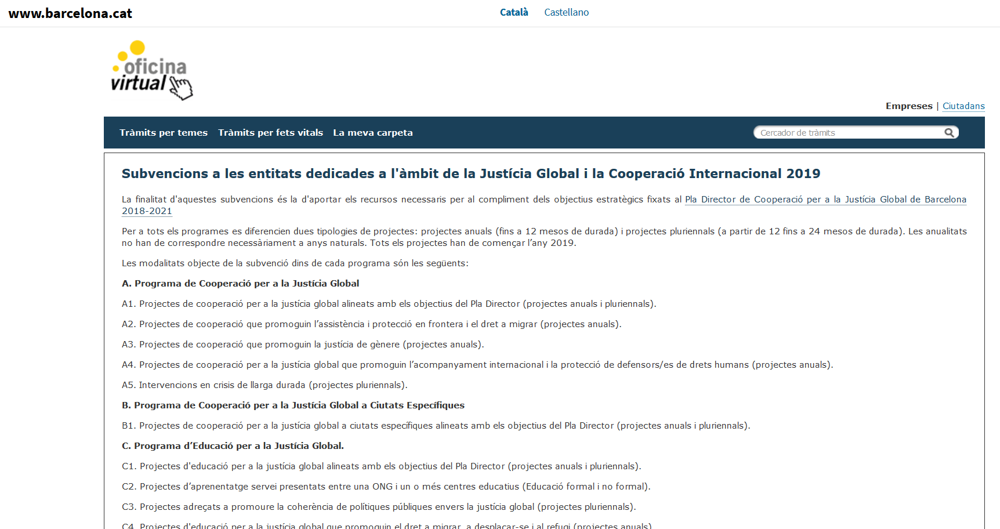 www.barcelona.cat
Català Castellano
oficina
virtual
Empreses | Ciutadans
Tràmits per temes Tràmits per fets vitals La meva carpeta Cercador de tràmits
Subvencions a les entitats dedicades a l'àmbit de la Justícia Global i la Cooperació Internacional 2019
La finalitat d'aquestes subvencions és la d'aportar els recursos necessaris per al compliment dels objectius estratègics fixats al Pla Director de Cooperació per a la Justícia Global de Barcelona
2018-2021
Per a tots els programes es diferencien dues tipologies de projectes: projectes anuals (fins a 12 mesos de durada) i projectes pluriennals (a partir de 12 fins a 24 mesos de durada). Les anualitats
no han de correspondre necessàriament a anys naturals. Tots els projectes han de començar l’any 2019.
Les modalitats objecte de la subvenció dins de cada programa són les següents:
A. Programa de Cooperació per a la Justícia Global
A1. Projectes de cooperació per a la justícia global alineats amb els objectius del Pla Director (projectes anuals i pluriennals).
A2. Projectes de cooperació que promoguin l’assistència i protecció en frontera i el dret a migrar (projectes anuals).
A3. Projectes de cooperació que promoguin la justícia de gènere (projectes anuals).
A4. Projectes de cooperació per a la justícia global que promoguin l’acompanyament internacional i la protecció de defensors/es de drets humans (projectes anuals).
A5. Intervencions en crisis de llarga durada (projectes pluriennals).
B. Programa de Cooperació per a la Justícia Global a Ciutats Específiques
B1. Projectes de cooperació per a la justícia global a ciutats específiques alineats amb els objectius del Pla Director (projectes anuals i pluriennals).
C. Programa d’Educació per a la Justícia Global.
C1. Projectes d'educació per a la justícia global alineats amb els objectius del Pla Director (projectes anuals i pluriennals).
C2. Projectes d’aprenentatge servei presentats entre una ONG i un o més centres educatius (Educació formal i no formal).
C3. Projectes adreçats a promoure la coherència de polítiques públiques envers la justícia global (projectes pluriennals).
C4. Projectes d'educació per a la justícia global que promoguin el dret a migrar, a desplaçar-se i al refugi (projectes anuals).